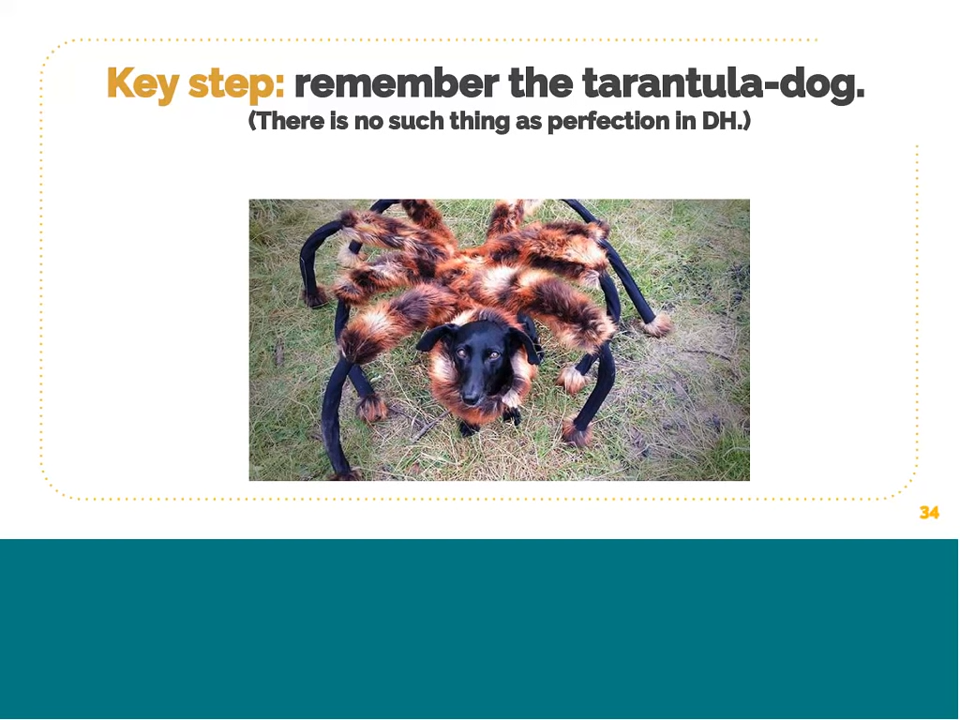 Key step: remember the tarantula-dog.
(There is no such thing as perfection in DH.)
34